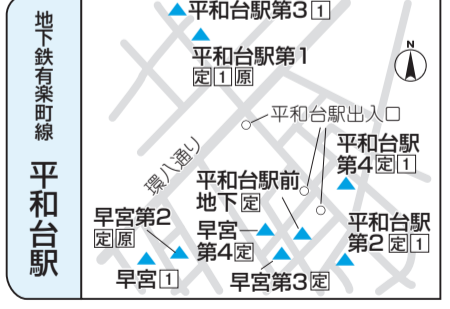 地下鉄有楽町線
平和台駅
平和台駅第3 1
平和台駅第1
定 1 原
N
平和台駅出入口
環八通り
平和台駅
第4 定 1
平和台駅前
地下 定
早宮第2
定 原
早宮
第4 定
平和台駅
第2 定 1
早宮 1
早宮第3 定